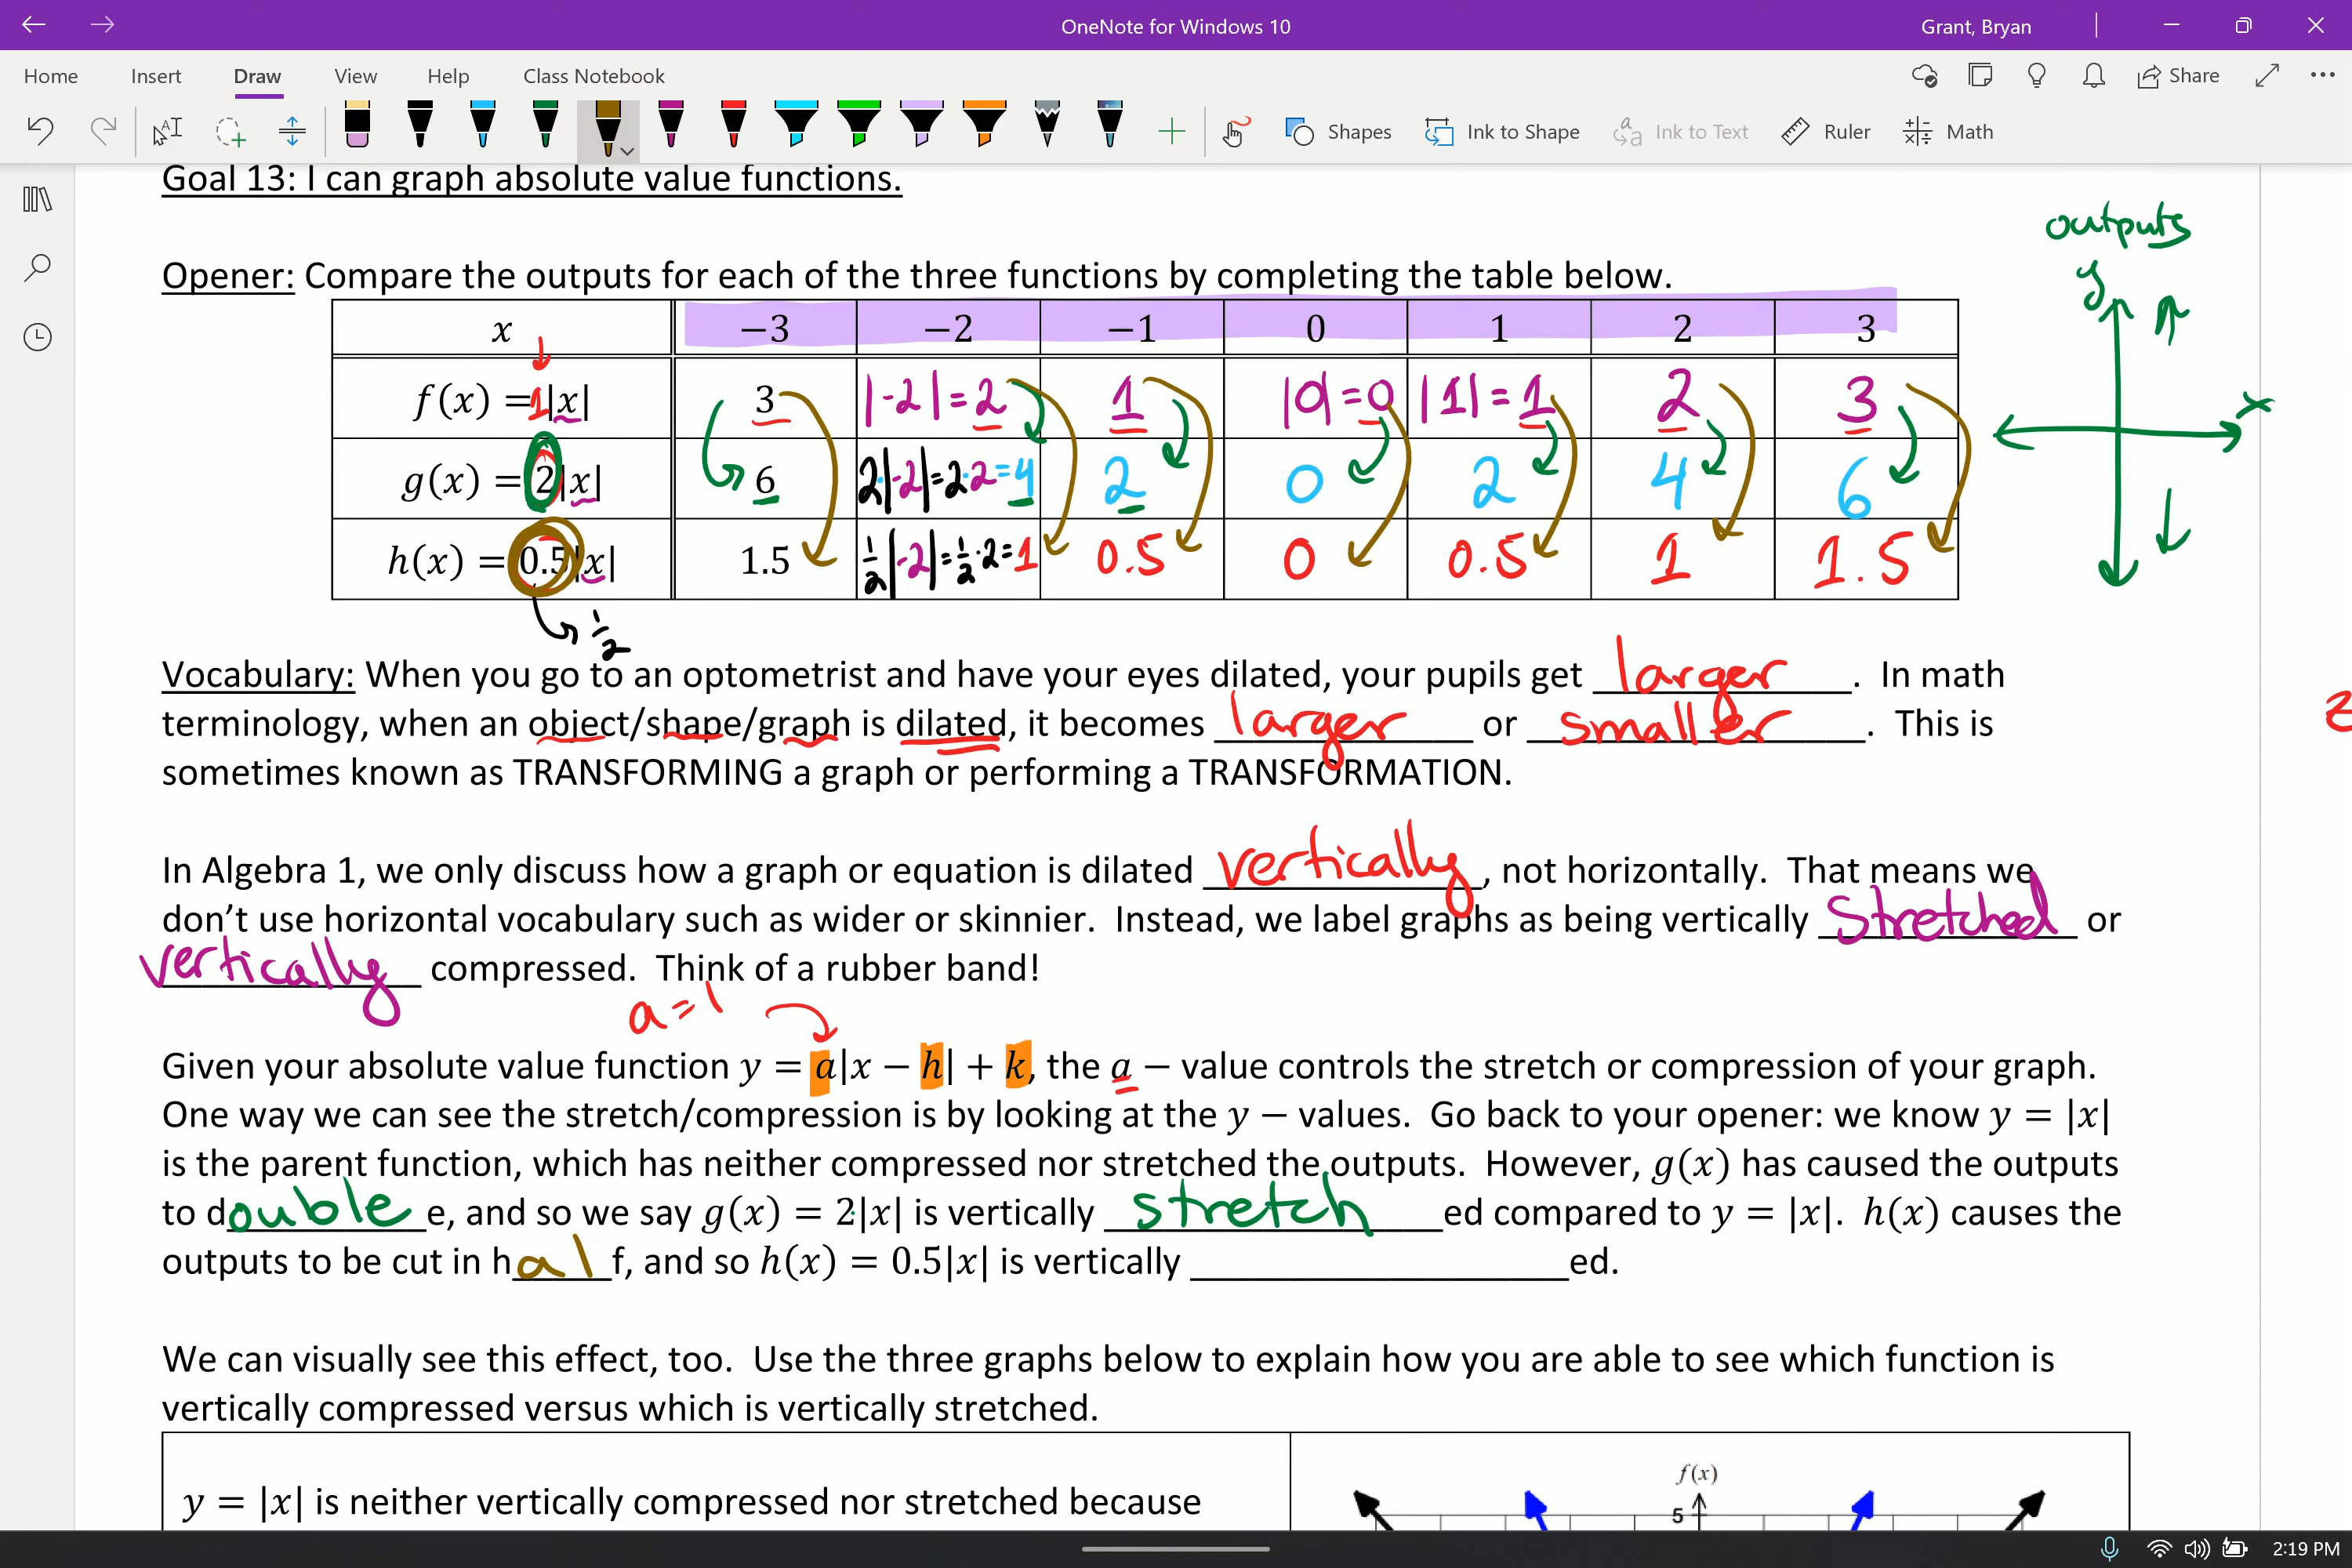 OneNote for Windows 10
Grant, Bryan
Home Insert Draw View Help Class Notebook
Share
Shapes Ink to Shape Ink to Text Ruler Math
Goal 13: I can graph absolute value functions.
outputs
Opener: Compare the outputs for each of the three functions by completing the table below.
y
x −3 −2 −1 0 1 2 3
f(x) = 1|x| 3 |-2| = 2 1 |0| = 0 |1| = 1 2 3
x
g(x) = 2|x| 6 2|-2| = 2·2 = 4 2 0 2 4 6
h(x) = 0.5|x| 1.5 1/2|-2| = 1/2·2 = 1 0.5 0 0.5 1 1.5
1/2
Vocabulary: When you go to an optometrist and have your eyes dilated, your pupils get larger. In math
terminology, when an object/shape/graph is dilated, it becomes larger or smaller. This is
sometimes known as TRANSFORMING a graph or performing a TRANSFORMATION.
In Algebra 1, we only discuss how a graph or equation is dilated vertically, not horizontally. That means we
don't use horizontal vocabulary such as wider or skinnier. Instead, we label graphs as being vertically Stretched or
vertically compressed. Think of a rubber band!
a = 1
Given your absolute value function y = a|x − h| + k, the a − value controls the stretch or compression of your graph.
One way we can see the stretch/compression is by looking at the y − values. Go back to your opener: we know y = |x|
is the parent function, which has neither compressed nor stretched the outputs. However, g(x) has caused the outputs
to double e, and so we say g(x) = 2·|x| is vertically stretched compared to y = |x|. h(x) causes the
outputs to be cut in half, and so h(x) = 0.5|x| is vertically ____________________ed.
We can visually see this effect, too. Use the three graphs below to explain how you are able to see which function is
vertically compressed versus which is vertically stretched.
f(x)
y = |x| is neither vertically compressed nor stretched because
5
2:19 PM